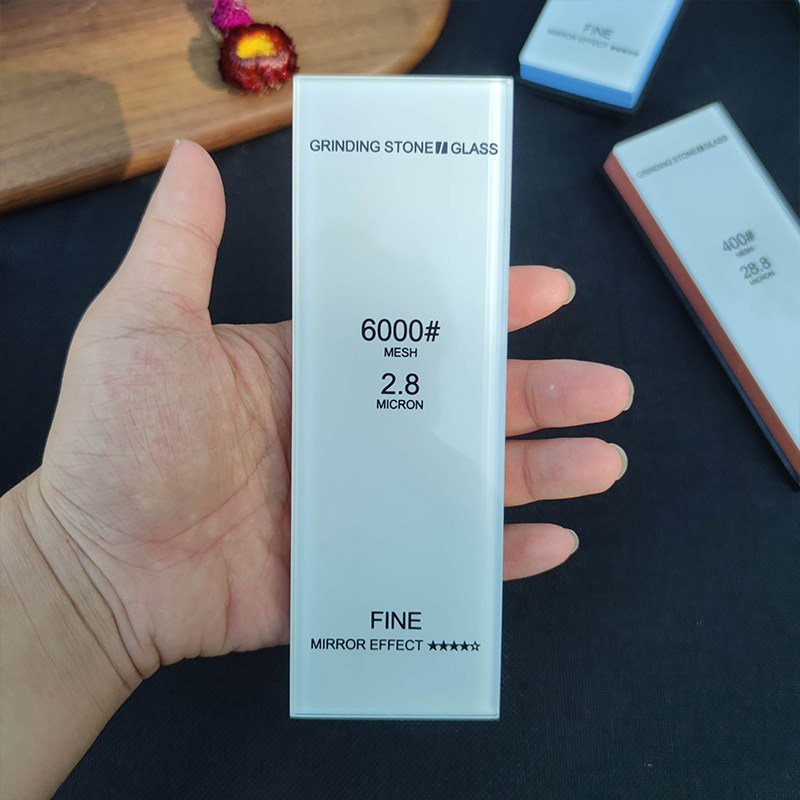 GRINDING STONE GLASS
6000#
MESH
2.8
MICRON
FINE
MIRROR EFFECT ★★★★☆
FINE
MIRROR EFFECT ★★★★☆
GRINDING STONE GLASS
400#
MESH
28.8
MICRON